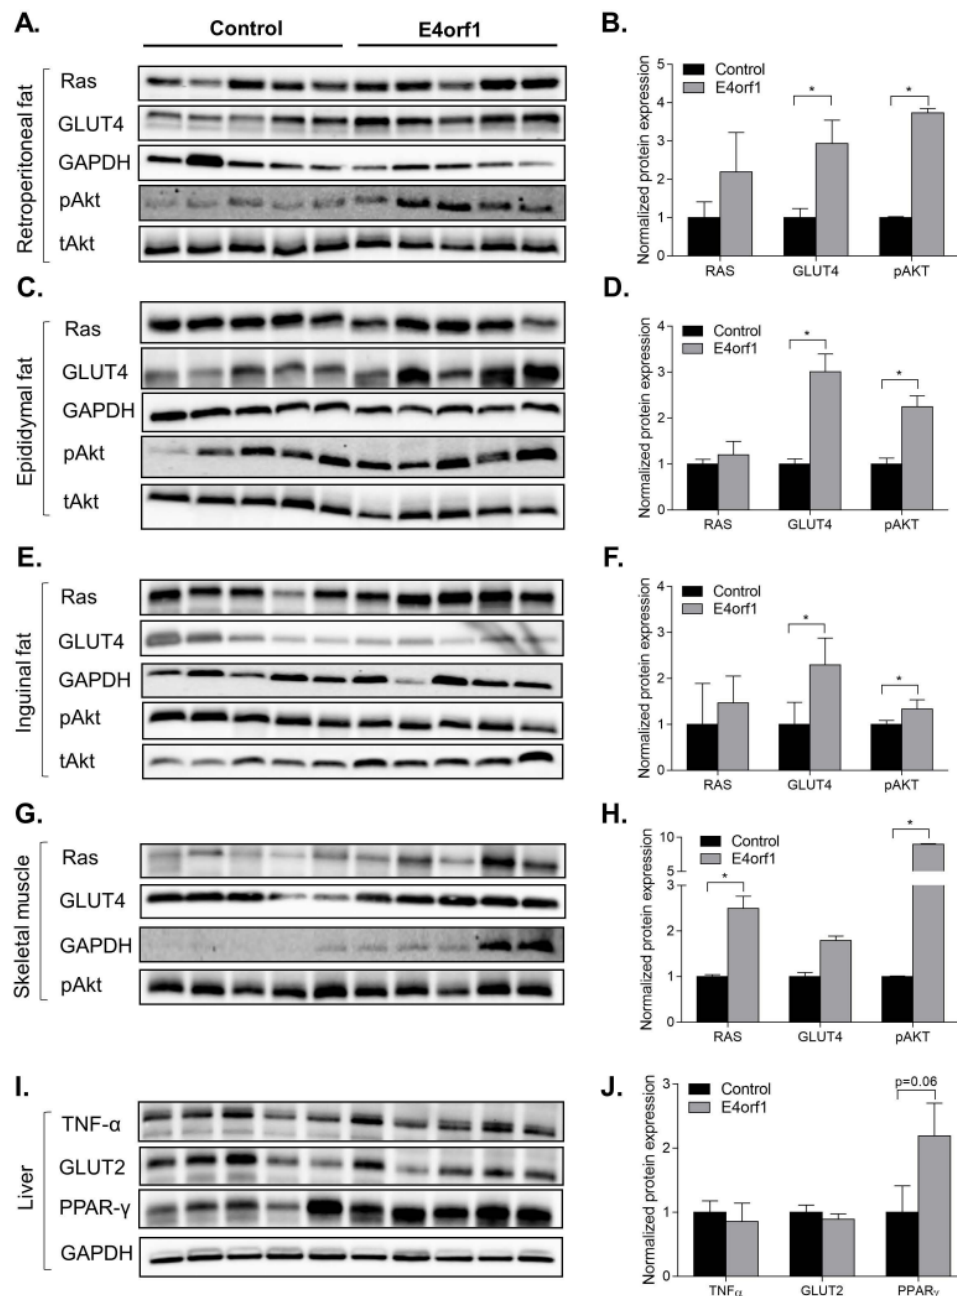 A.
Control
E4orf1
Retroperitoneal fat
Ras
GLUT4
GAPDH
pAkt
tAkt
B.
Normalized protein expression
5
4
3
2
1
0
Control
E4orf1
*
*
RAS
GLUT4
pAKT
C.
Epididymal fat
Ras
GLUT4
GAPDH
pAkt
tAkt
D.
Normalized protein expression
4
3
2
1
0
Control
E4orf1
*
*
RAS
GLUT4
pAKT
E.
Inguinal fat
Ras
GLUT4
GAPDH
pAkt
tAkt
F.
Normalized protein expression
4
3
2
1
0
Control
E4orf1
*
*
RAS
GLUT4
pAKT
G.
Skeletal muscle
Ras
GLUT4
GAPDH
pAkt
H.
Normalized protein expression
10
5
3
2
1
0
Control
E4orf1
*
*
RAS
GLUT4
pAKT
I.
Liver
TNF-α
GLUT2
PPAR-γ
GAPDH
J.
Normalized protein expression
3
2
1
0
Control
E4orf1
p=0.06
TNFα
GLUT2
PPARγ